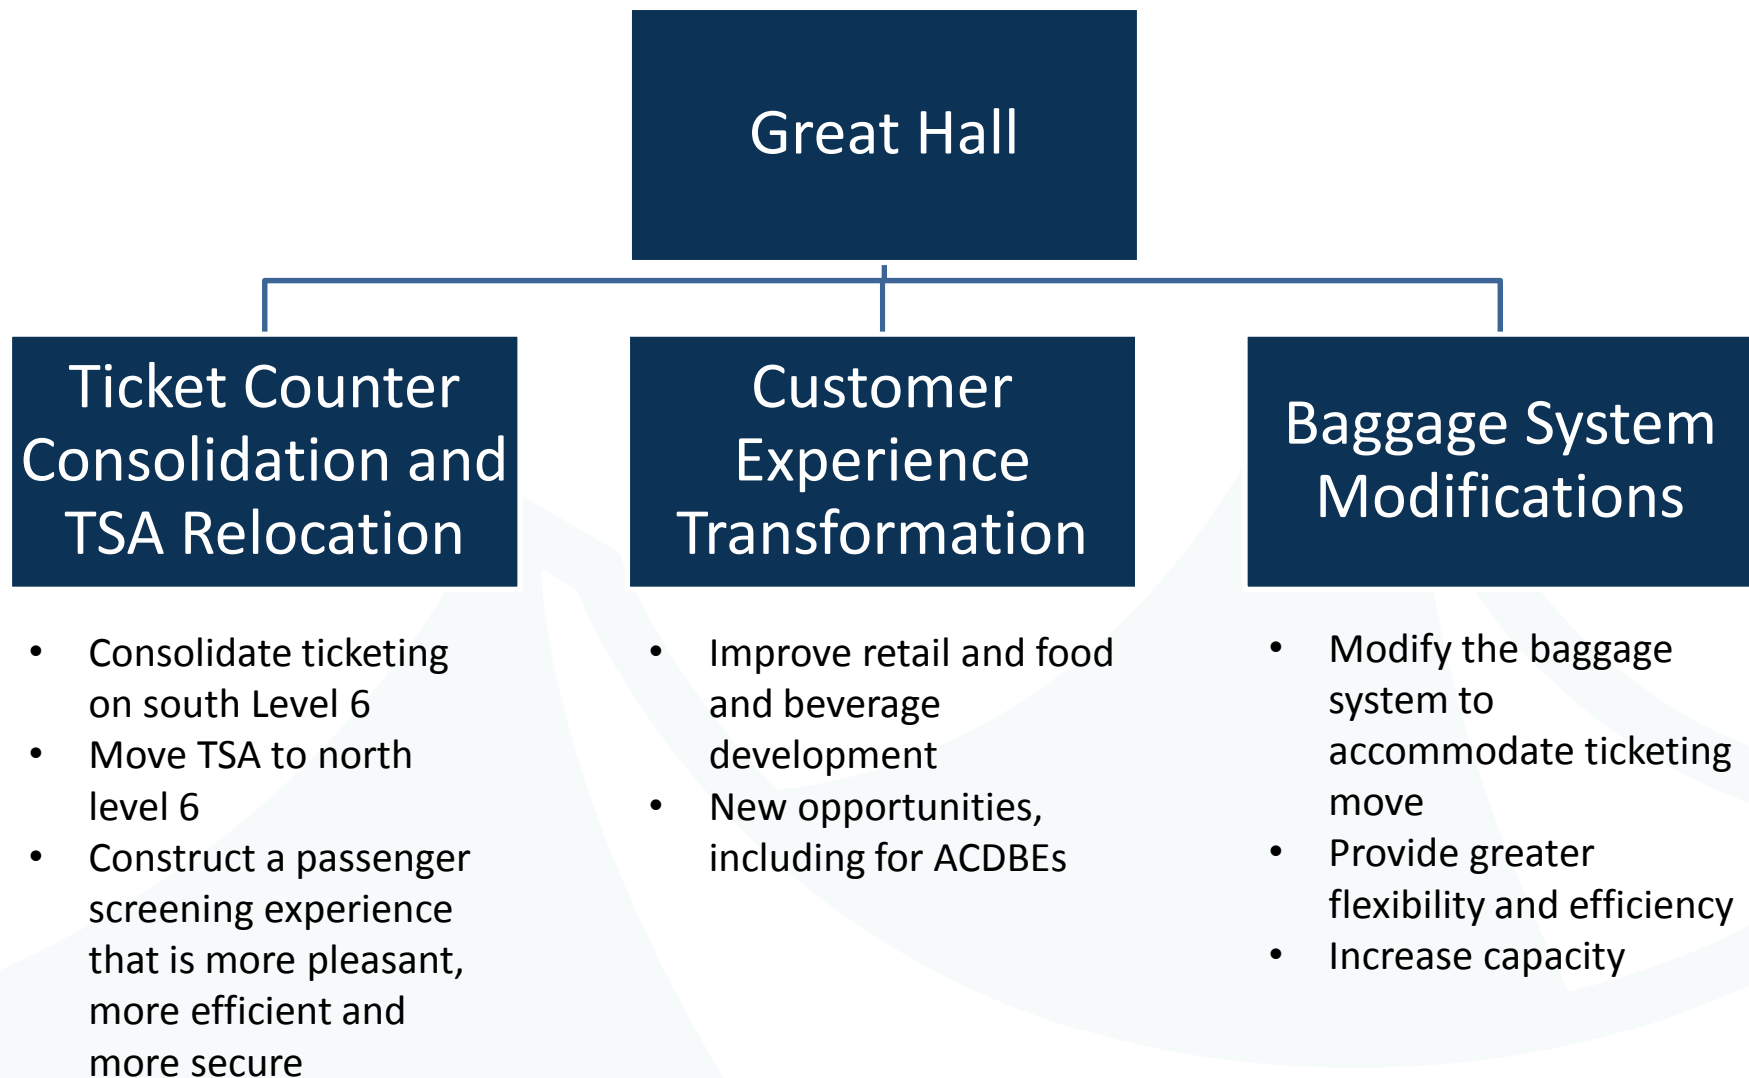 Great Hall
Ticket Counter
Consolidation and
TSA Relocation
• Consolidate ticketing
on south Level 6
• Move TSA to north
level 6
• Construct a passenger
screening experience
that is more pleasant,
more efficient and
more secure
Customer
Experience
Transformation
• Improve retail and food
and beverage
development
• New opportunities,
including for ACDBEs
Baggage System
Modifications
• Modify the baggage
system to
accommodate ticketing
move
• Provide greater
flexibility and efficiency
• Increase capacity